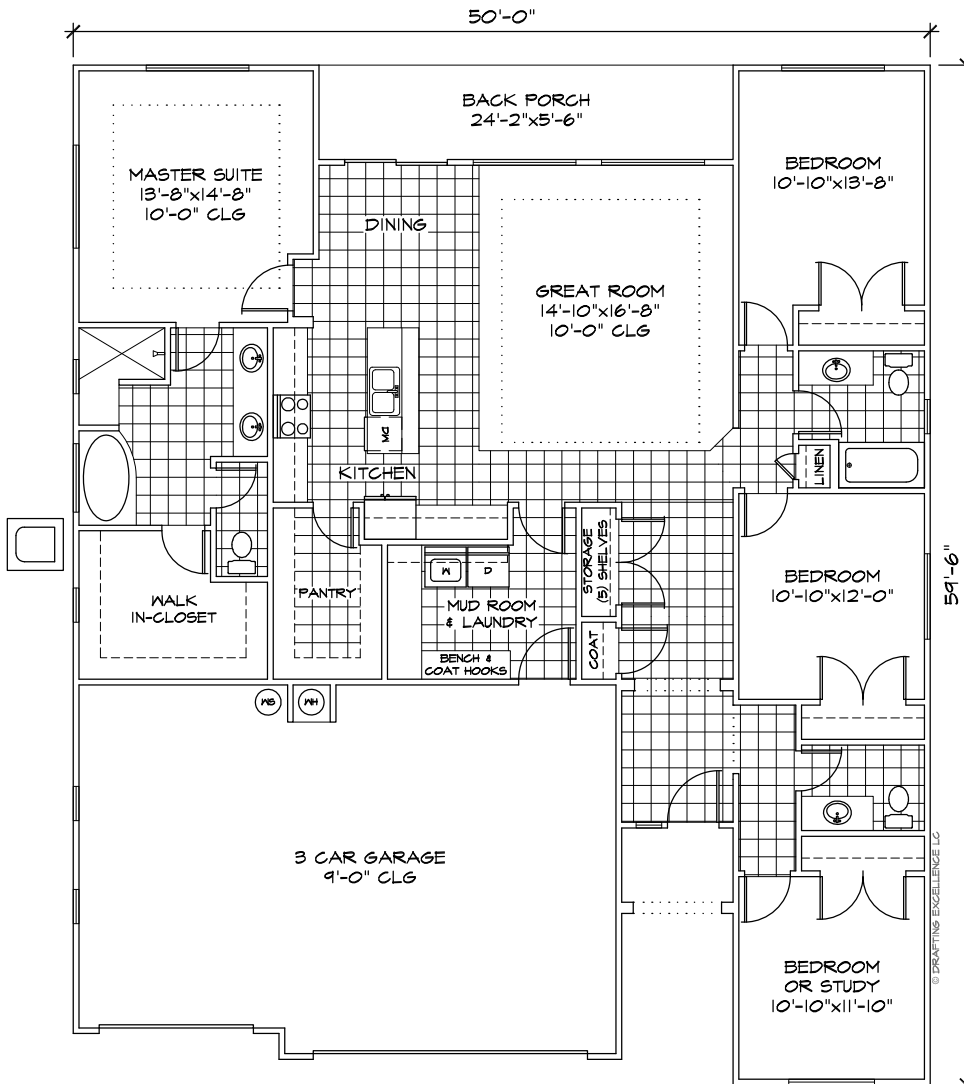 50'-0"
BACK PORCH
24'-2"x5'-6"
MASTER SUITE
13'-8"x14'-8"
10'-0" CLG
BEDROOM
10'-10"x13'-8"
DINING
GREAT ROOM
14'-10"x16'-8"
10'-0" CLG
DW
KITCHEN
LINEN
STORAGE
(5) SHELVES
59'-6"
W
D
BEDROOM
10'-10"x12'-0"
PANTRY
WALK
IN-CLOSET
MUD ROOM
& LAUNDRY
COAT
BENCH &
COAT HOOKS
WS
WH
3 CAR GARAGE
9'-0" CLG
BEDROOM
OR STUDY
10'-10"x11'-10"
© DRAFTING EXCELLENCE LC